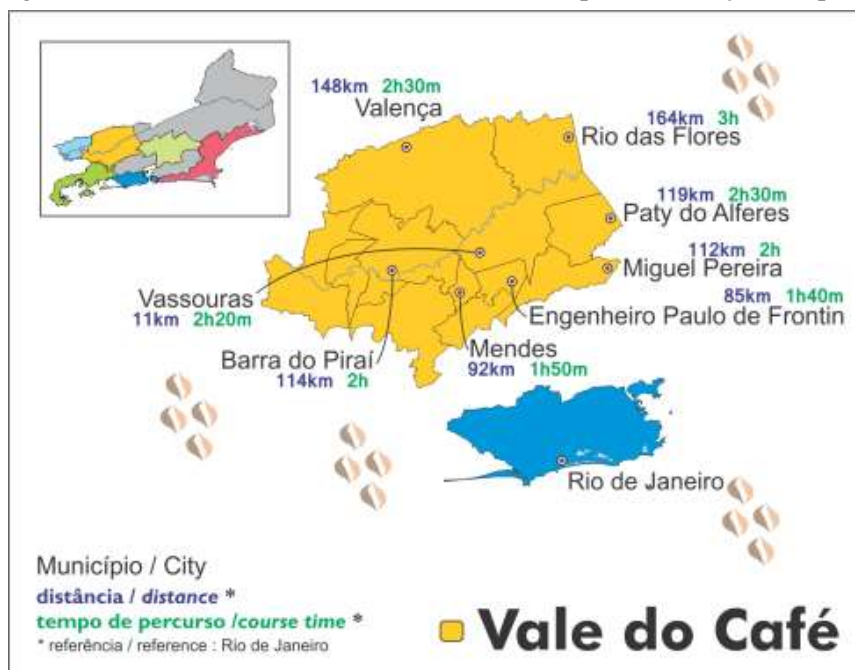 148km 2h30m
Valença
164km 3h
Rio das Flores
119km 2h30m
Paty do Alferes
112km 2h
Miguel Pereira
85km 1h40m
Engenheiro Paulo de Frontin
Vassouras
11km 2h20m
Barra do Piraí
114km 2h
Mendes
92km 1h50m
Rio de Janeiro
Município / City
distância / distance *
tempo de percurso /course time *
* referência / reference : Rio de Janeiro
Vale do Café